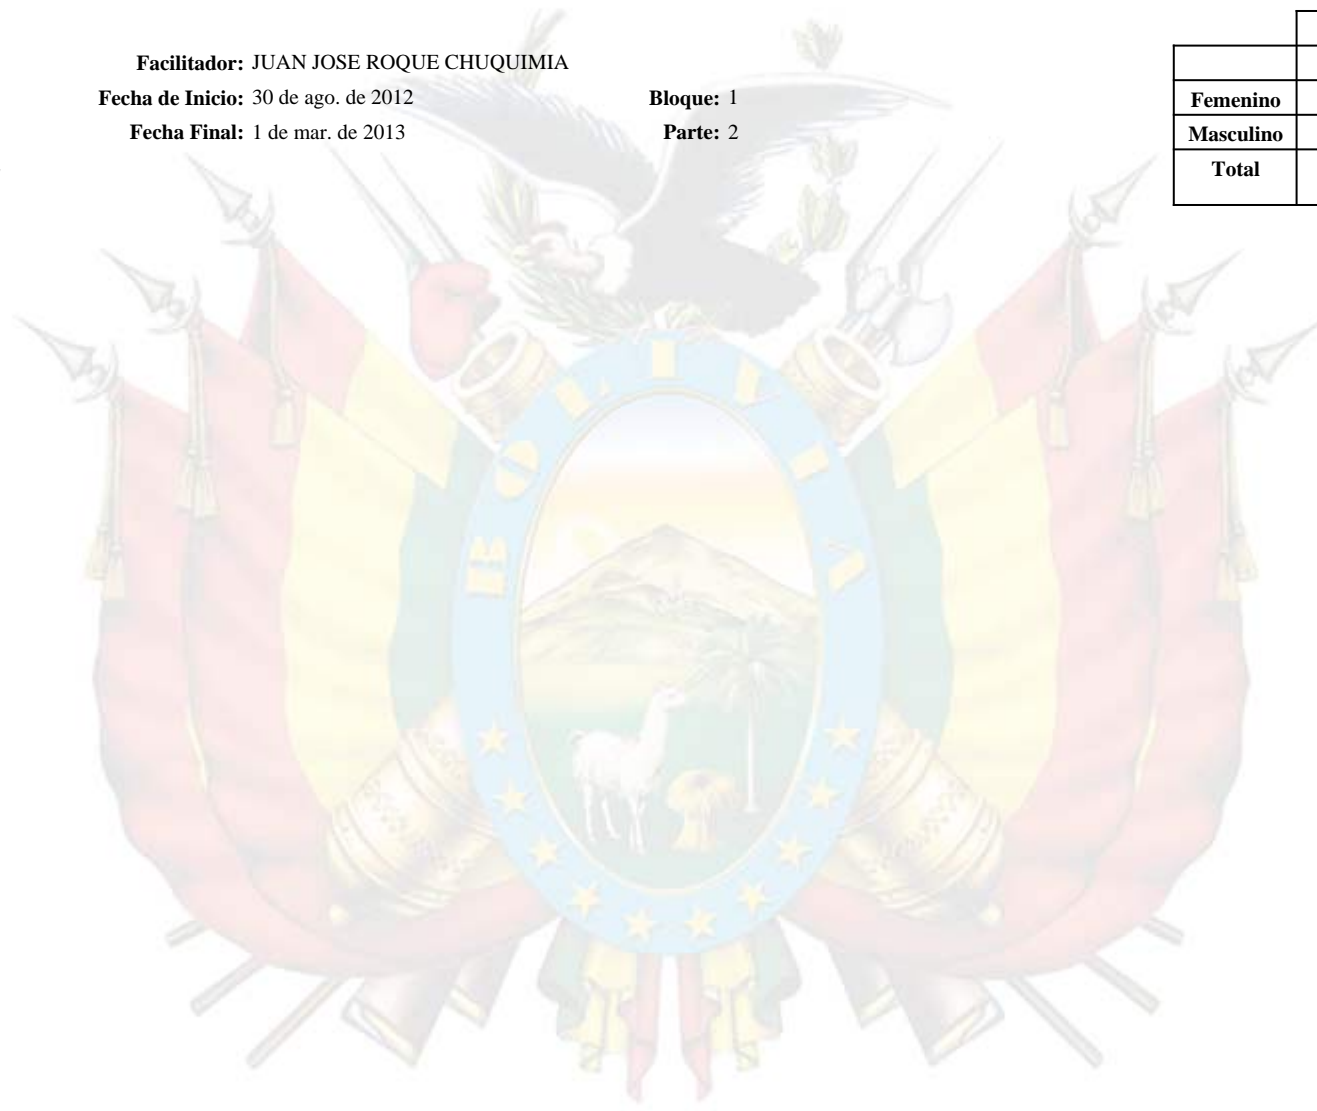 Facilitador: JUAN JOSE ROQUE CHUQUIMIA
Fecha de Inicio: 30 de ago. de 2012 Bloque: 1
Fecha Final: 1 de mar. de 2013 Parte: 2
Femenino
Masculino
Total
BOLIVIA